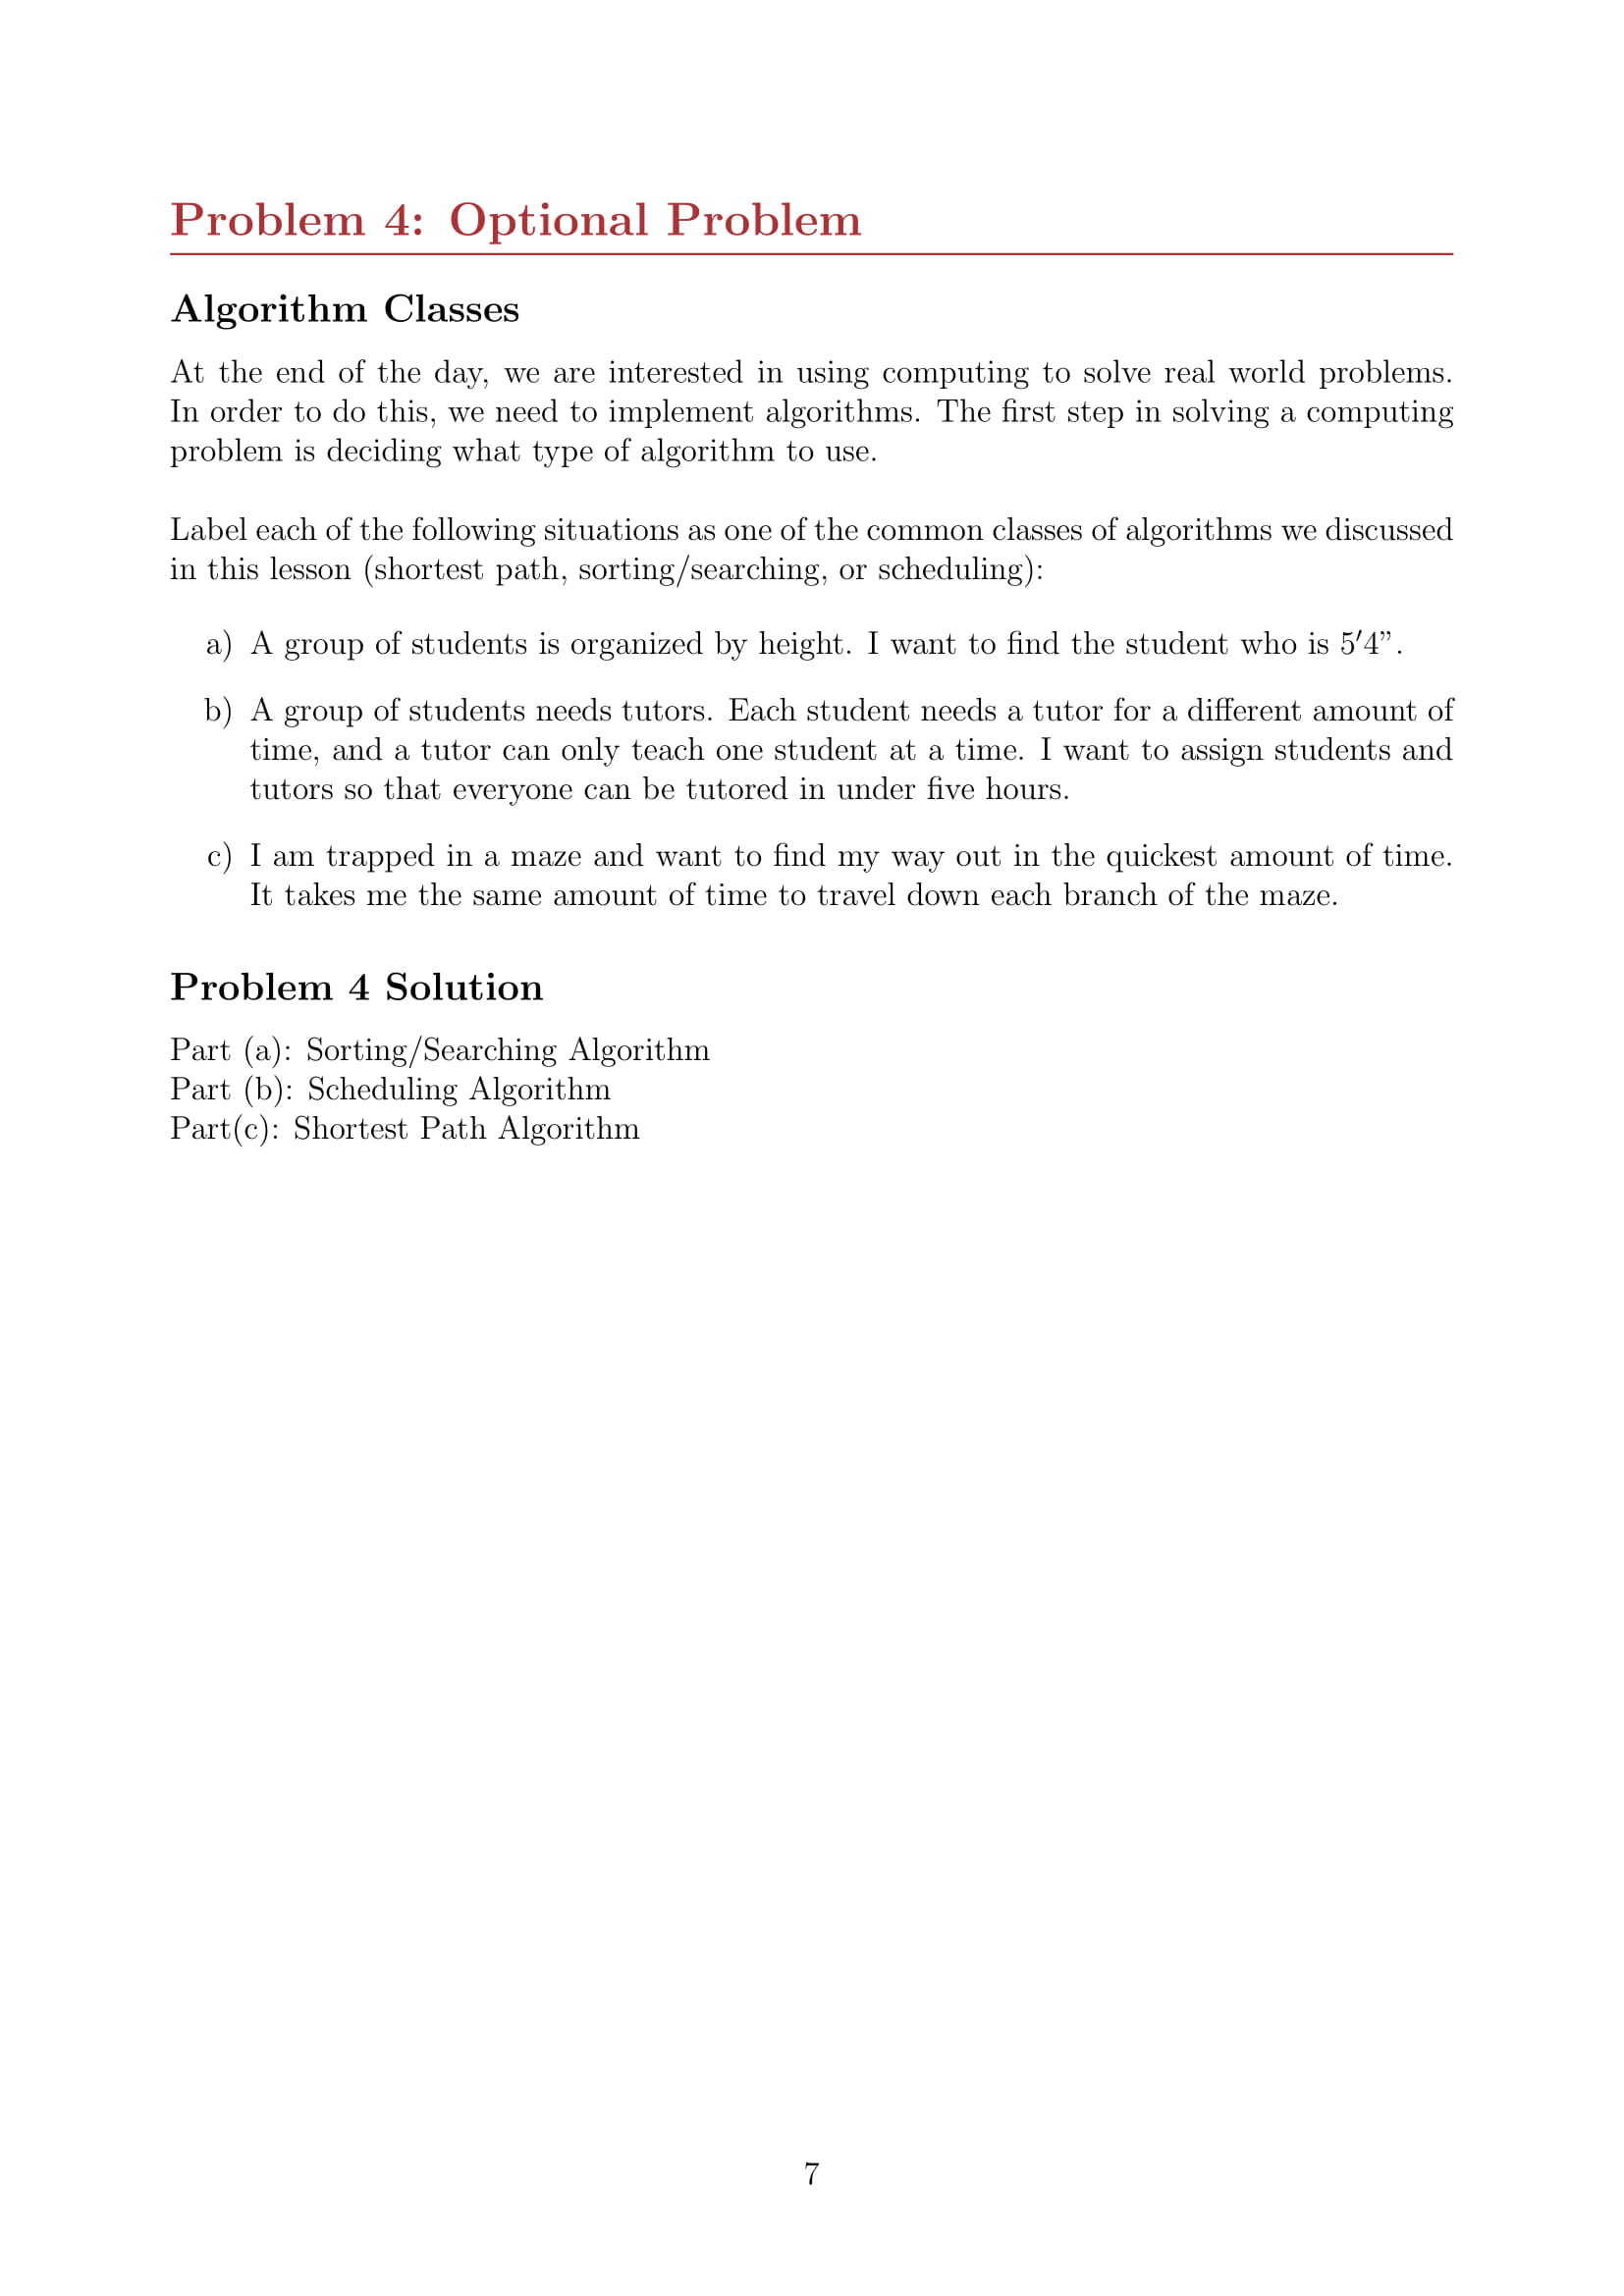 Problem 4: Optional Problem
Algorithm Classes
At the end of the day, we are interested in using computing to solve real world problems.
In order to do this, we need to implement algorithms. The first step in solving a computing
problem is deciding what type of algorithm to use.
Label each of the following situations as one of the common classes of algorithms we discussed
in this lesson (shortest path, sorting/searching, or scheduling):
a) A group of students is organized by height. I want to find the student who is 5′4”.
b) A group of students needs tutors. Each student needs a tutor for a different amount of
time, and a tutor can only teach one student at a time. I want to assign students and
tutors so that everyone can be tutored in under five hours.
c) I am trapped in a maze and want to find my way out in the quickest amount of time.
It takes me the same amount of time to travel down each branch of the maze.
Problem 4 Solution
Part (a): Sorting/Searching Algorithm
Part (b): Scheduling Algorithm
Part(c): Shortest Path Algorithm
7